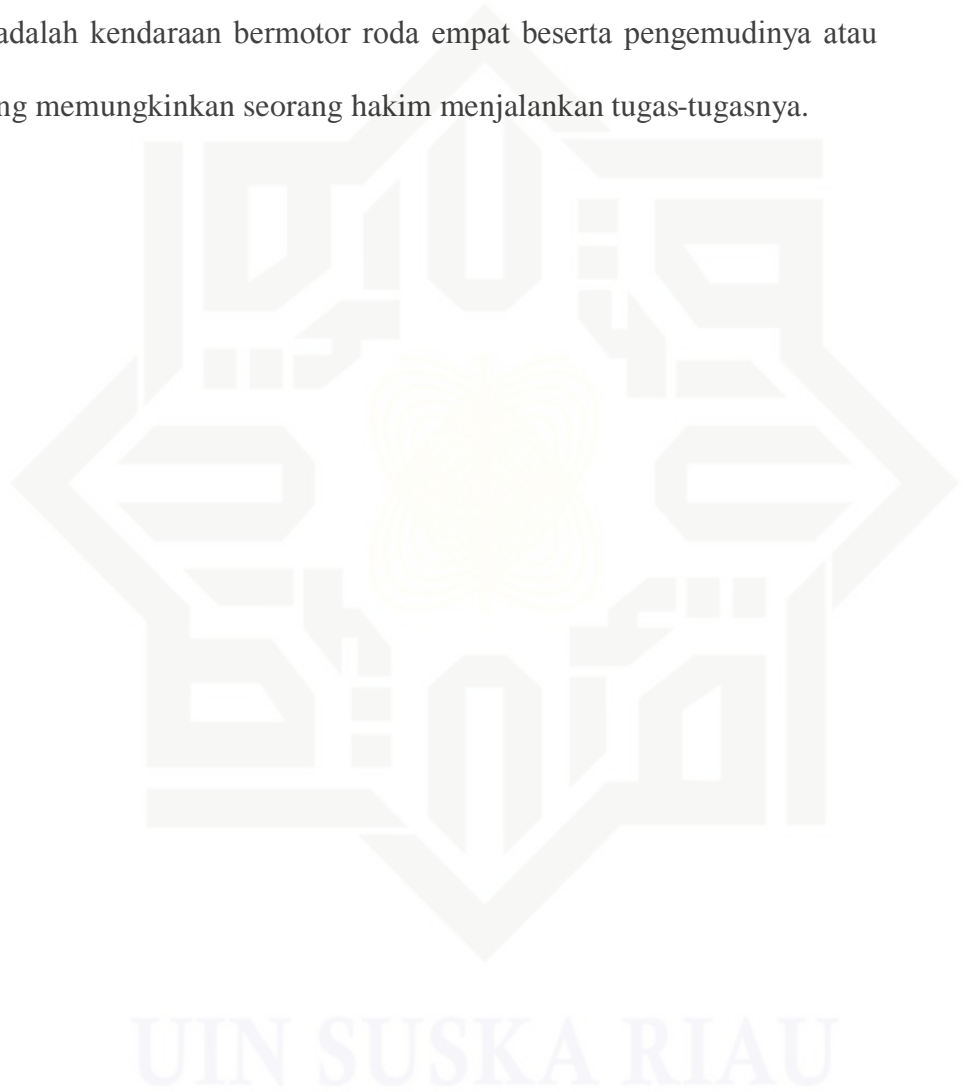 adalah kendaraan bermotor roda empat beserta pengemudinya atau
ng memungkinkan seorang hakim menjalankan tugas-tugasnya.
UIN SUSKA RIAU